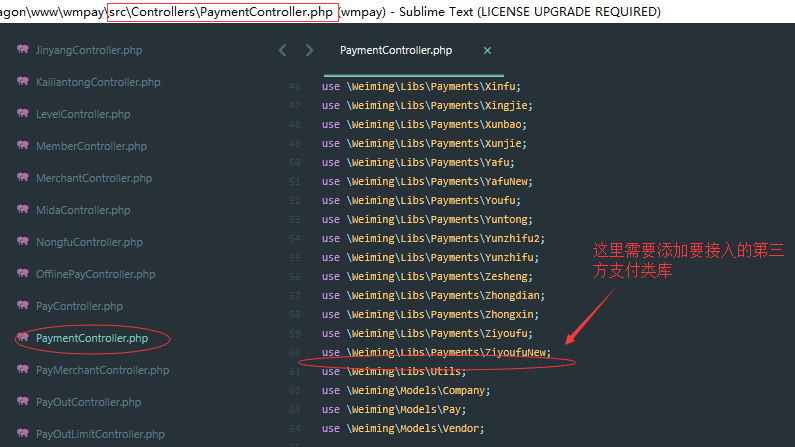 agon\www\wmpay\src\Controllers\PaymentController.php (wmpay) - Sublime Text (LICENSE UPGRADE REQUIRED)
JinyangController.php
KailiantongController.php
LevelController.php
MemberController.php
MerchantController.php
MidaController.php
NongfuController.php
OfflinePayController.php
PayController.php
PaymentController.php
PayMerchantController.php
PayOutController.php
PayOutLimitController.php
PaymentController.php ×
46 use \Weiming\Libs\Payments\Xinfu;
47 use \Weiming\Libs\Payments\Xingjie;
48 use \Weiming\Libs\Payments\Xunbao;
49 use \Weiming\Libs\Payments\Xunjie;
50 use \Weiming\Libs\Payments\Yafu;
51 use \Weiming\Libs\Payments\YafuNew;
52 use \Weiming\Libs\Payments\Youfu;
53 use \Weiming\Libs\Payments\Yuntong;
54 use \Weiming\Libs\Payments\Yunzhifu2;
55 use \Weiming\Libs\Payments\Yunzhifu;
56 use \Weiming\Libs\Payments\Zesheng;
57 use \Weiming\Libs\Payments\Zhongdian;
58 use \Weiming\Libs\Payments\Zhongxin;
59 use \Weiming\Libs\Payments\Ziyoufu;
60 use \Weiming\Libs\Payments\ZiyoufuNew;
61 use \Weiming\Libs\Utils;
62 use \Weiming\Models\Company;
63 use \Weiming\Models\Pay;
64 use \Weiming\Models\Vendor;
这里需要添加要接入的第三
方支付类库